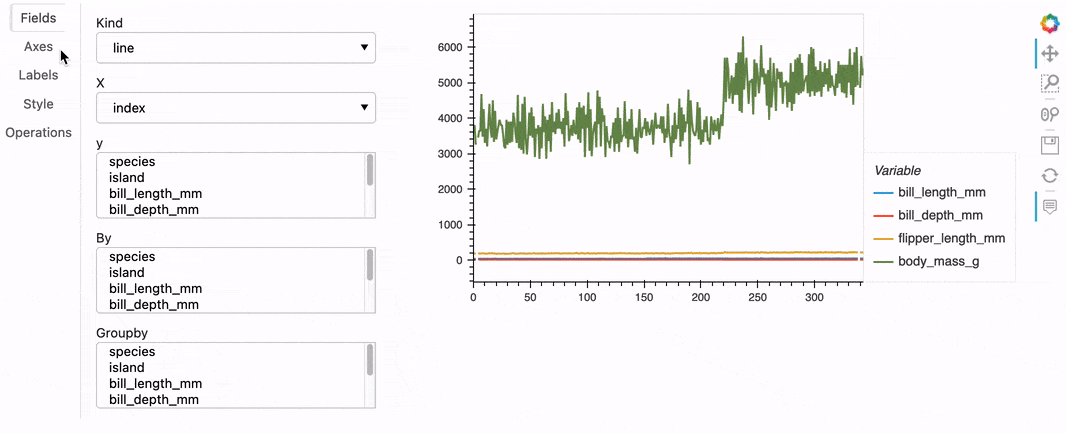 Fields
Axes
Labels
Style
Operations
Kind
line
X
index
y
species
island
bill_length_mm
bill_depth_mm
By
species
island
bill_length_mm
bill_depth_mm
Groupby
species
island
bill_length_mm
bill_depth_mm
6000
5000
4000
3000
2000
1000
0
0 50 100 150 200 250 300
Variable
bill_length_mm
bill_depth_mm
flipper_length_mm
body_mass_g